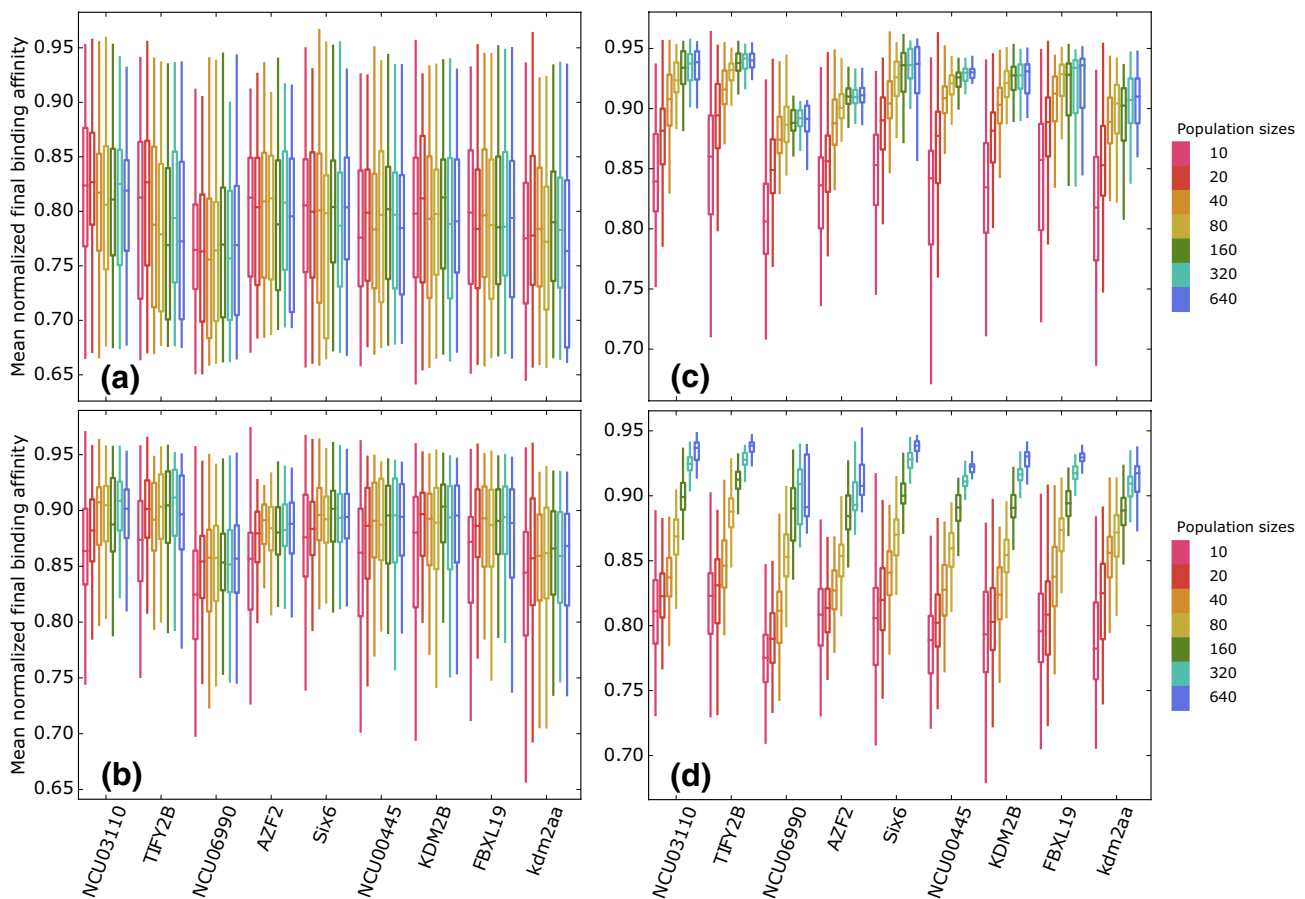 Mean normalized final binding affinity
0.95
0.90
0.85
0.80
0.75
0.70
0.65
(a)
0.95
0.90
0.85
0.80
0.75
0.70
(c)
Population sizes
10
20
40
80
160
320
640
Mean normalized final binding affinity
0.95
0.90
0.85
0.80
0.75
0.70
0.65
(b)
0.95
0.90
0.85
0.80
0.75
0.70
(d)
Population sizes
10
20
40
80
160
320
640
NCU03110
TIFY2B
NCU06990
AZF2
Six6
NCU00445
KDM2B
FBXL19
kdm2aa
NCU03110
TIFY2B
NCU06990
AZF2
Six6
NCU00445
KDM2B
FBXL19
kdm2aa